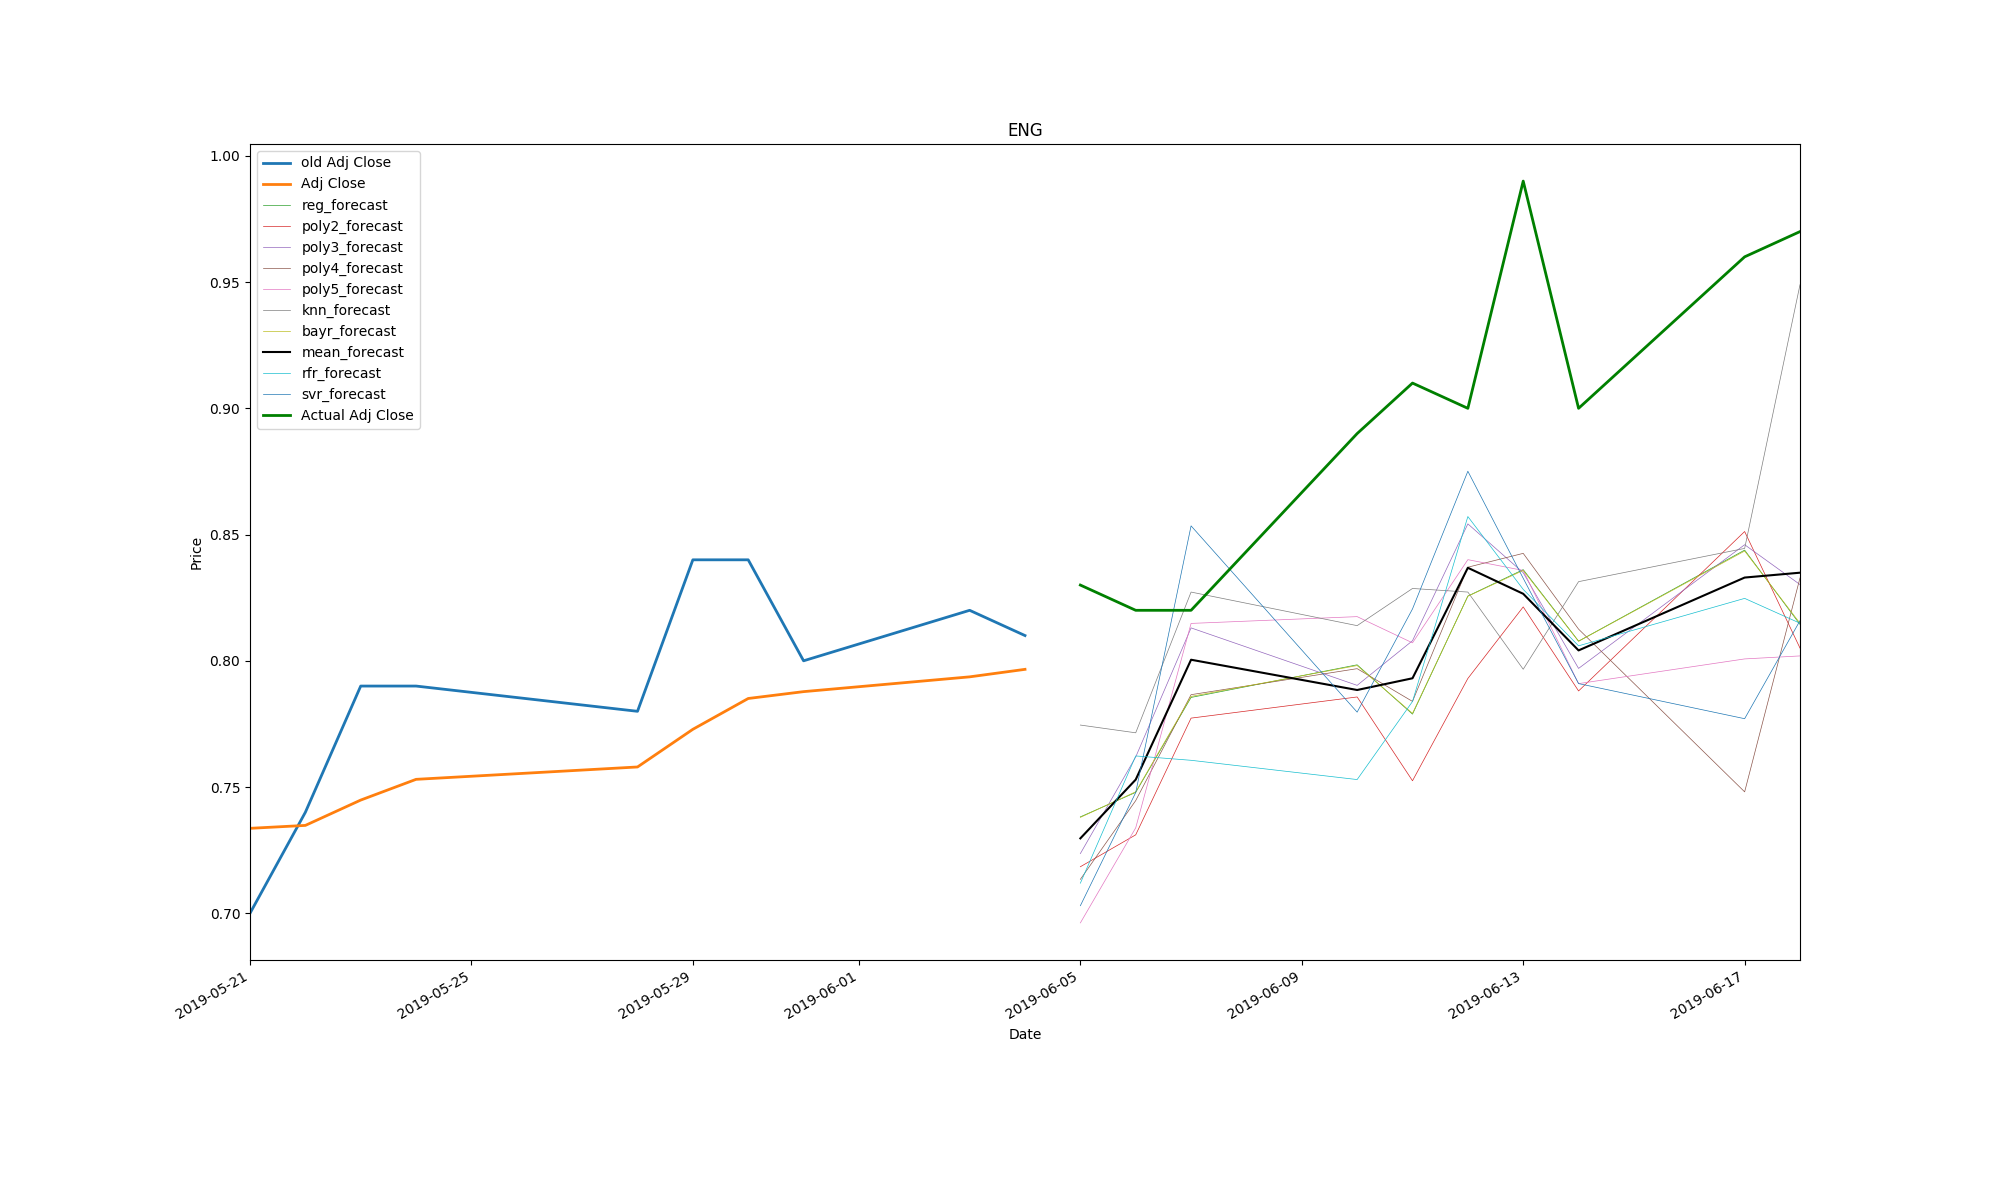 ENG
1.00
0.95
0.90
0.85
0.80
0.75
0.70
Price
old Adj Close
Adj Close
reg_forecast
poly2_forecast
poly3_forecast
poly4_forecast
poly5_forecast
knn_forecast
bayr_forecast
mean_forecast
rfr_forecast
svr_forecast
Actual Adj Close
2019-05-21
2019-05-25
2019-05-29
2019-06-01
2019-06-05
2019-06-09
2019-06-13
2019-06-17
Date